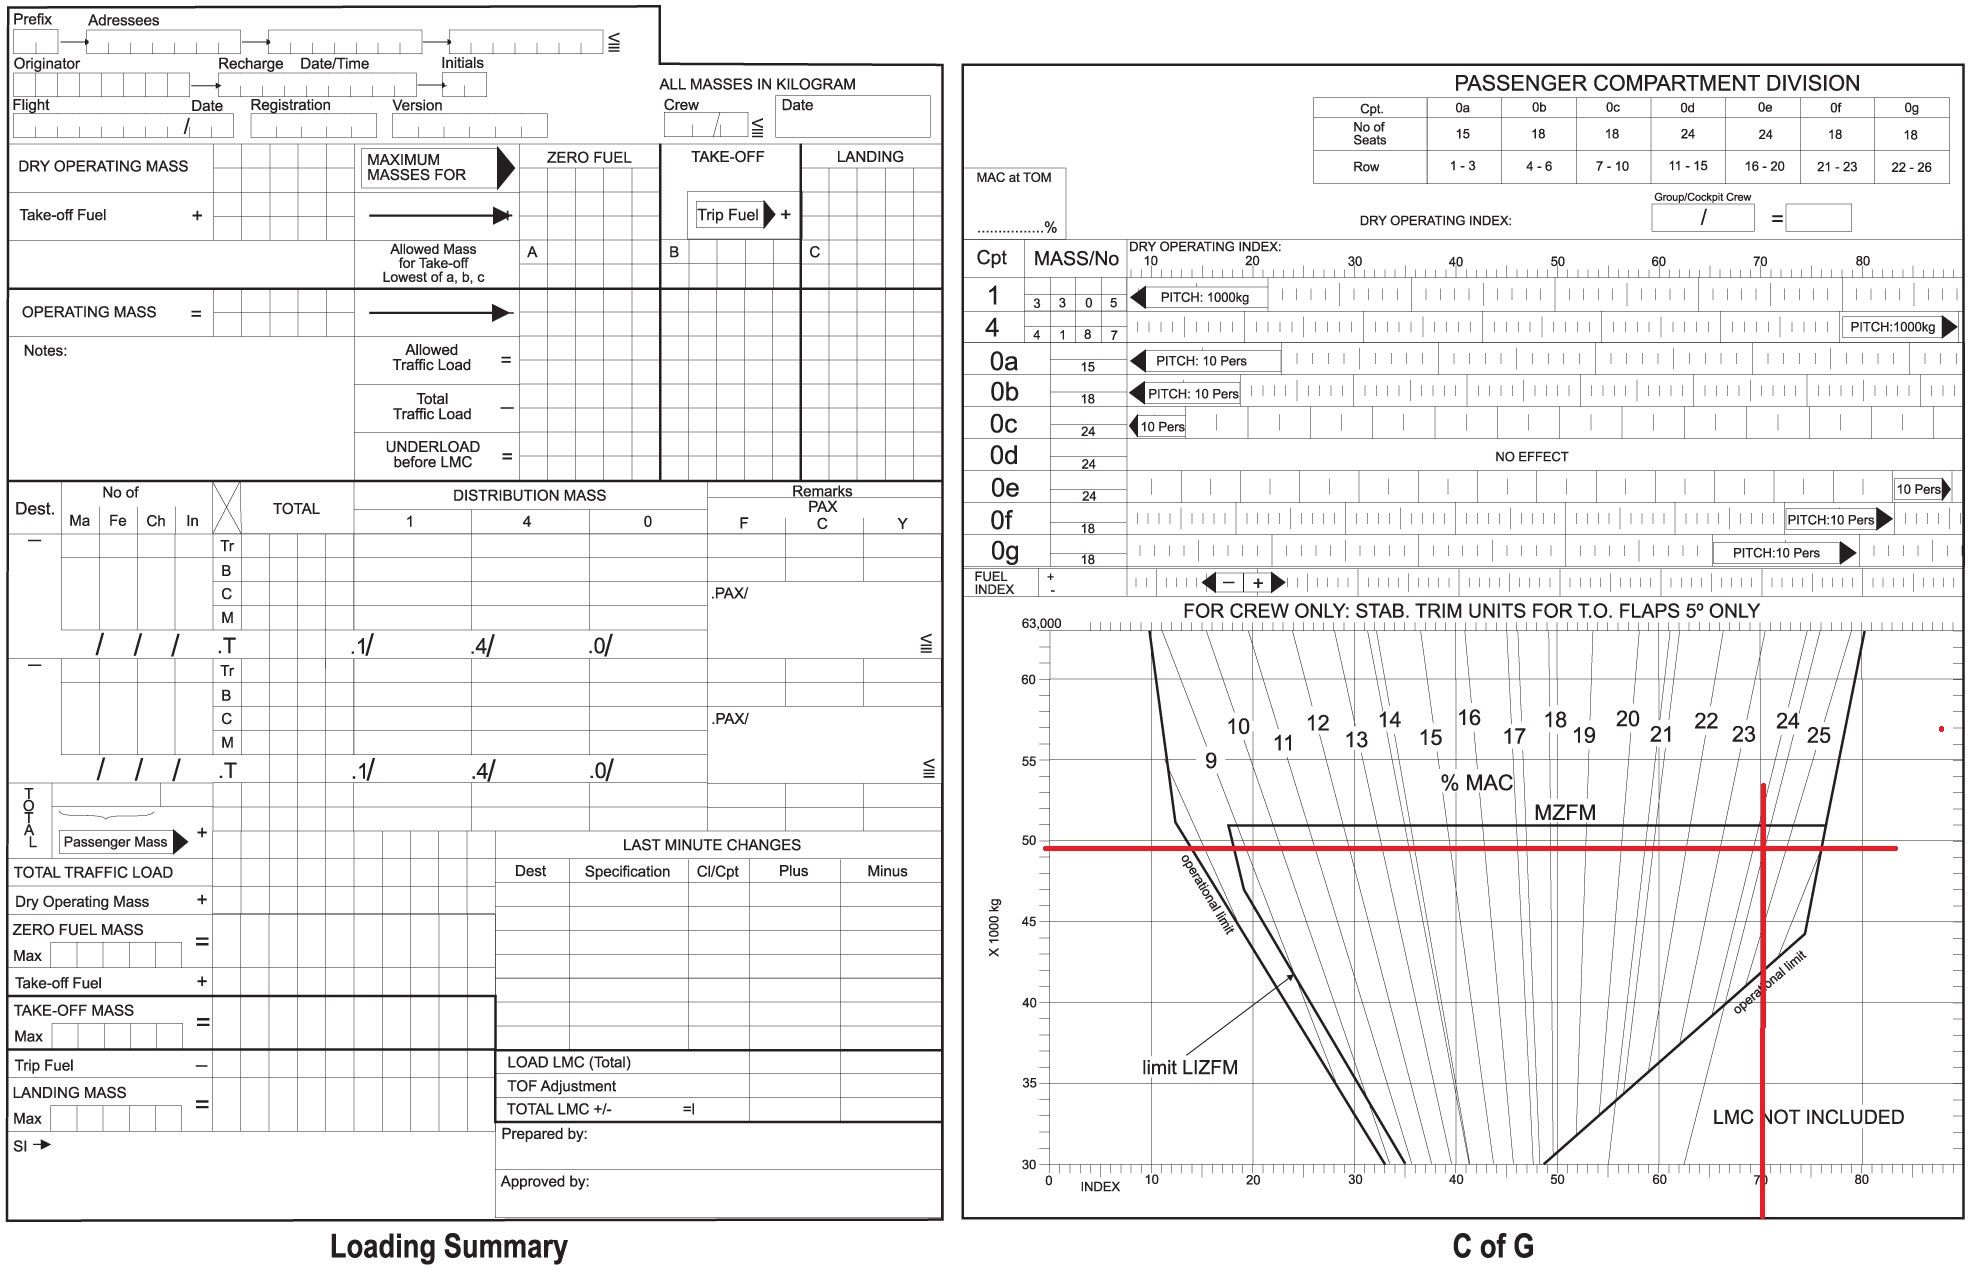 Prefix Adressees
≤
Originator Recharge Date/Time Initials
Flight / Date Registration Version
ALL MASSES IN KILOGRAM
Crew / ≤ Date
DRY OPERATING MASS MAXIMUM MASSES FOR ZERO FUEL TAKE-OFF LANDING
Take-off Fuel + + Trip Fuel +
Allowed Mass A B C
for Take-off
Lowest of a, b, c
OPERATING MASS =
Notes: Allowed
Traffic Load =
Total
Traffic Load –
UNDERLOAD
before LMC =
Dest. No of TOTAL DISTRIBUTION MASS Remarks
PAX
Ma Fe Ch In 1 4 0 F C Y
– Tr
B
C .PAX/
M
/ / / .T .1/ .4/ .0/ ≤
– Tr
B
C .PAX/
M
/ / / .T .1/ .4/ .0/ ≤
TOTAL
Passenger Mass +
LAST MINUTE CHANGES
TOTAL TRAFFIC LOAD Dest Specification Cl/Cpt Plus Minus
Dry Operating Mass +
ZERO FUEL MASS
Max =
Take-off Fuel +
TAKE-OFF MASS
Max =
Trip Fuel – LOAD LMC (Total)
LANDING MASS TOF Adjustment
Max = TOTAL LMC +/- =I
SI Prepared by:
Approved by:
Loading Summary
PASSENGER COMPARTMENT DIVISION
Cpt. 0a 0b 0c 0d 0e 0f 0g
No of
Seats 15 18 18 24 24 18 18
Row 1 - 3 4 - 6 7 - 10 11 - 15 16 - 20 21 - 23 22 - 26
MAC at TOM
................%
Group/Cockpit Crew
DRY OPERATING INDEX: / =
Cpt MASS/No DRY OPERATING INDEX:
10 20 30 40 50 60 70 80
1 3 3 0 5 PITCH: 1000kg
4 4 1 8 7 PITCH:1000kg
0a 15 PITCH: 10 Pers
0b 18 PITCH: 10 Pers
0c 24 10 Pers
0d 24 NO EFFECT
0e 24 10 Pers
0f 18 PITCH:10 Pers
0g 18 PITCH:10 Pers
FUEL
INDEX + - – +
FOR CREW ONLY: STAB. TRIM UNITS FOR T.O. FLAPS 5º ONLY
63,000
60
55
50
45
40
35
30
X 1000 kg
9 10 11 12 13 14 15 16 17 18 19 20 21 22 23 24 25
% MAC
MZFM
operational limit
operational limit
limit LIZFM
LMC NOT INCLUDED
0 INDEX 10 20 30 40 50 60 70 80
C of G